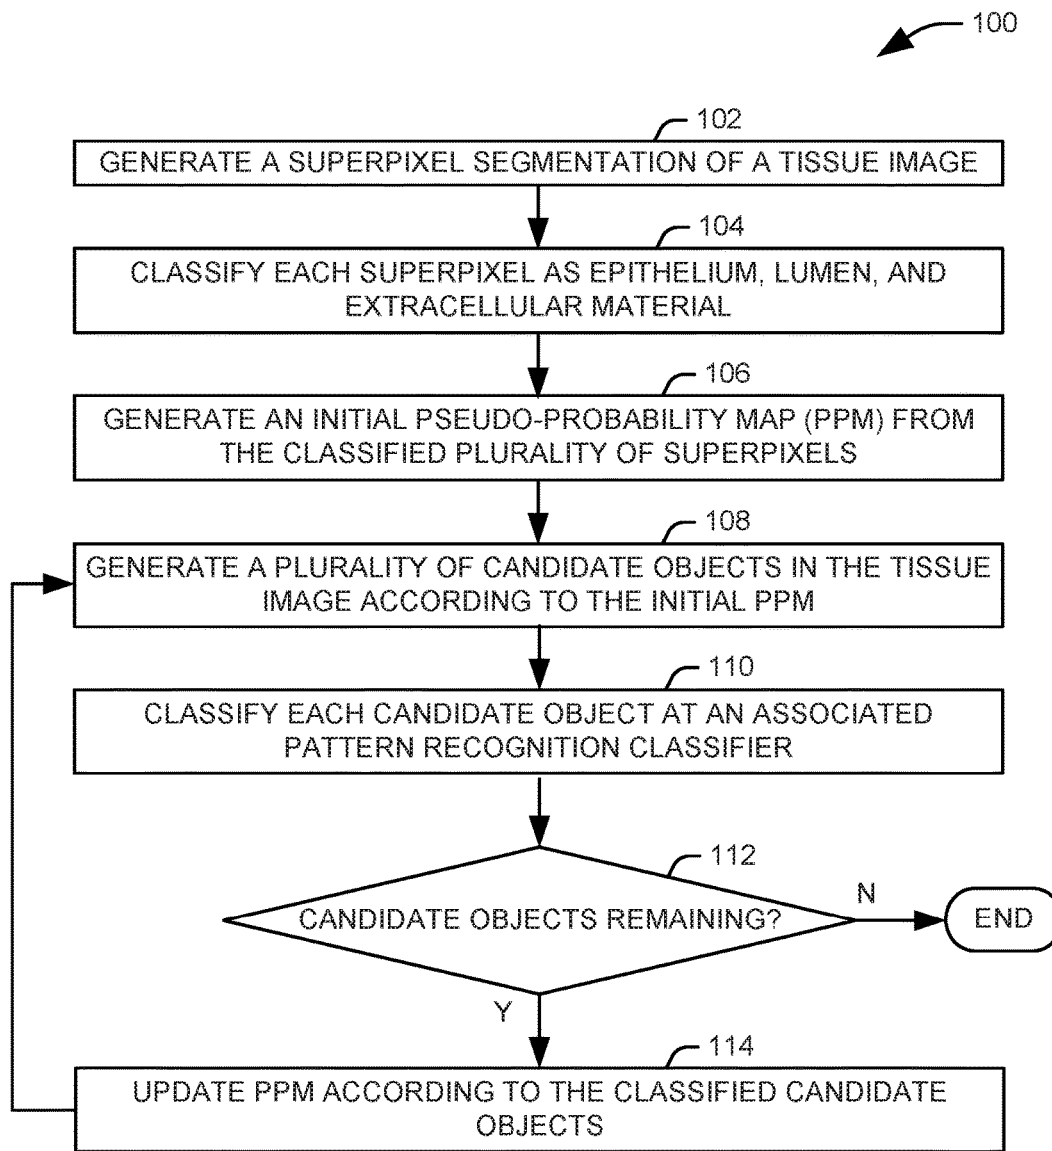 100
102
GENERATE A SUPERPIXEL SEGMENTATION OF A TISSUE IMAGE
104
CLASSIFY EACH SUPERPIXEL AS EPITHELIUM, LUMEN, AND
EXTRACELLULAR MATERIAL
106
GENERATE AN INITIAL PSEUDO-PROBABILITY MAP (PPM) FROM
THE CLASSIFIED PLURALITY OF SUPERPIXELS
108
GENERATE A PLURALITY OF CANDIDATE OBJECTS IN THE TISSUE
IMAGE ACCORDING TO THE INITIAL PPM
110
CLASSIFY EACH CANDIDATE OBJECT AT AN ASSOCIATED
PATTERN RECOGNITION CLASSIFIER
112
CANDIDATE OBJECTS REMAINING?
N
END
Y
114
UPDATE PPM ACCORDING TO THE CLASSIFIED CANDIDATE
OBJECTS